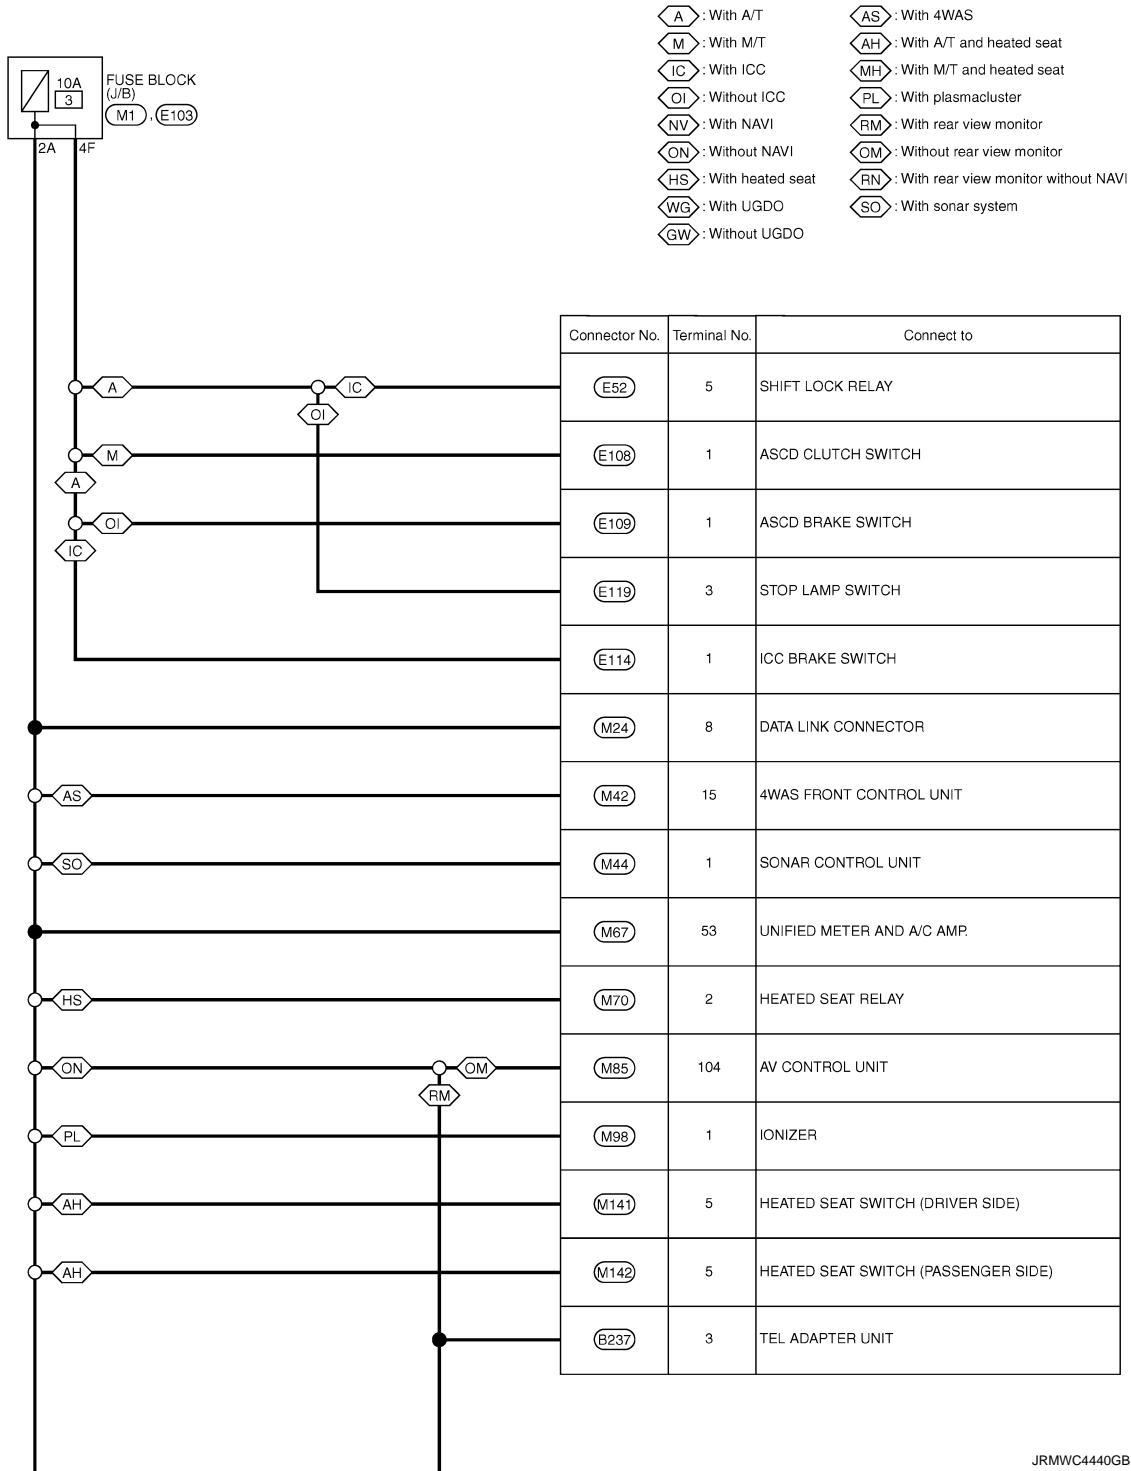 A : With A/T
M : With M/T
IC : With ICC
OI : Without ICC
NV : With NAVI
ON : Without NAVI
HS : With heated seat
WG : With UGDO
GW : Without UGDO
AS : With 4WAS
AH : With A/T and heated seat
MH : With M/T and heated seat
PL : With plasmacluster
RM : With rear view monitor
OM : Without rear view monitor
RN : With rear view monitor without NAVI
SO : With sonar system
10A
3
FUSE BLOCK
(J/B)
M1 , E103
2A 4F
Connector No. Terminal No. Connect to
A IC E52 5 SHIFT LOCK RELAY
OI
M E108 1 ASCD CLUTCH SWITCH
A
OI E109 1 ASCD BRAKE SWITCH
IC
E119 3 STOP LAMP SWITCH
E114 1 ICC BRAKE SWITCH
M24 8 DATA LINK CONNECTOR
AS M42 15 4WAS FRONT CONTROL UNIT
SO M44 1 SONAR CONTROL UNIT
M67 53 UNIFIED METER AND A/C AMP.
HS M70 2 HEATED SEAT RELAY
ON OM M85 104 AV CONTROL UNIT
RM
PL M98 1 IONIZER
AH M141 5 HEATED SEAT SWITCH (DRIVER SIDE)
AH M142 5 HEATED SEAT SWITCH (PASSENGER SIDE)
B237 3 TEL ADAPTER UNIT
JRMWC4440GB